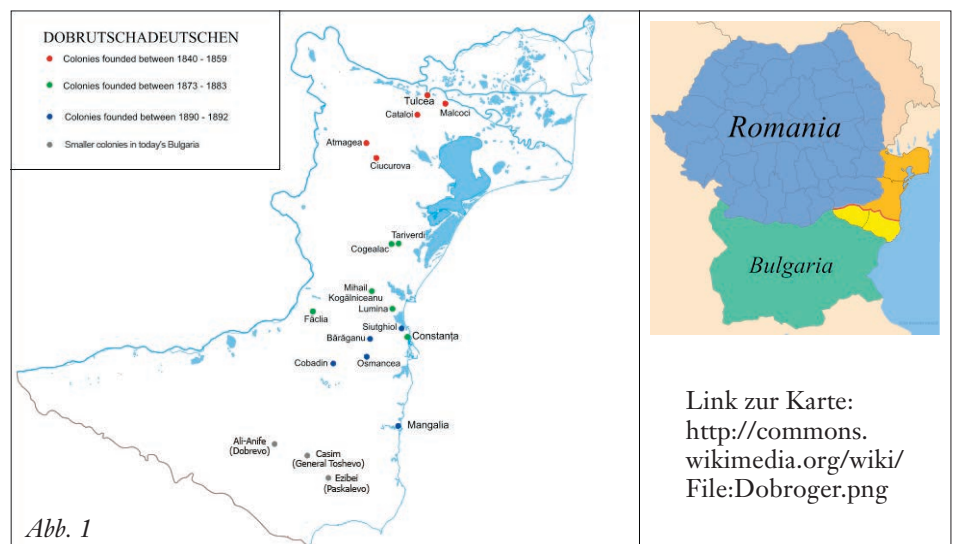 DOBRUTSCHADEUTSCHEN
Colonies founded between 1840 - 1859
Colonies founded between 1873 - 1883
Colonies founded between 1890 - 1892
Smaller colonies in today's Bulgaria
Tulcea
Malcoci
Cataloi
Atmagea
Ciucurova
Tariverdi
Cogealac
Mihail
Kogălniceanu
Lumina
Făclia
Siutghiol
Constanța
Bărăganu
Osmancea
Cobadin
Mangalia
Ali-Anife
(Dobrevo)
Casim
(General Toshevo)
Ezibei
(Paskalevo)
Abb. 1
Romania
Bulgaria
Link zur Karte:
http://commons.
wikimedia.org/wiki/
File:Dobroger.png